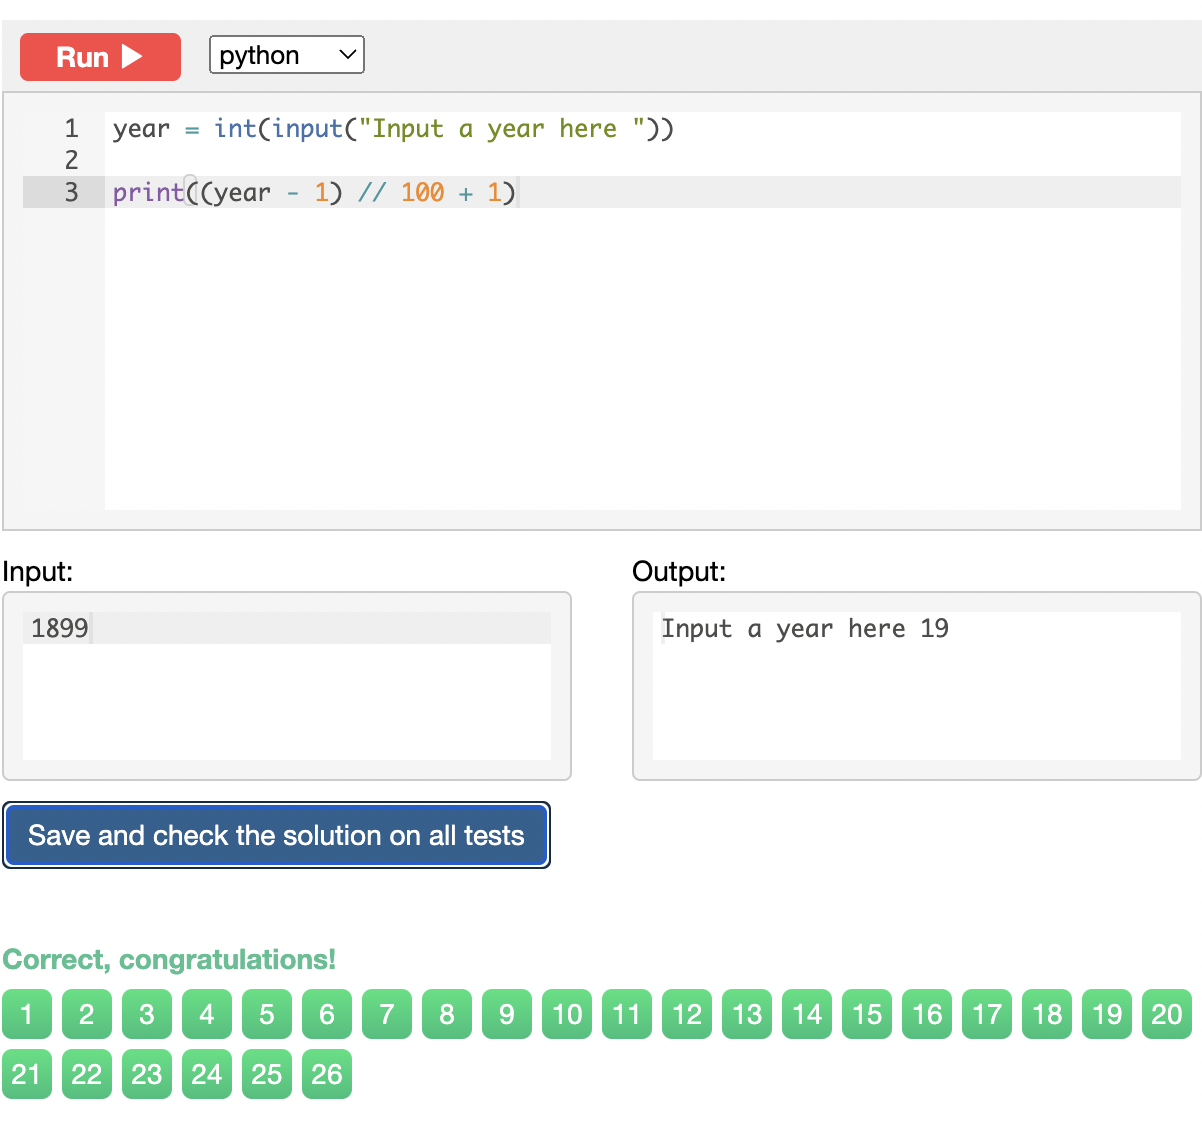 Run python
1 year = int(input("Input a year here "))
2
3 print((year - 1) // 100 + 1)
Input: Output:
1899 Input a year here 19
Save and check the solution on all tests
Correct, congratulations!
1 2 3 4 5 6 7 8 9 10 11 12 13 14 15 16 17 18 19 20
21 22 23 24 25 26